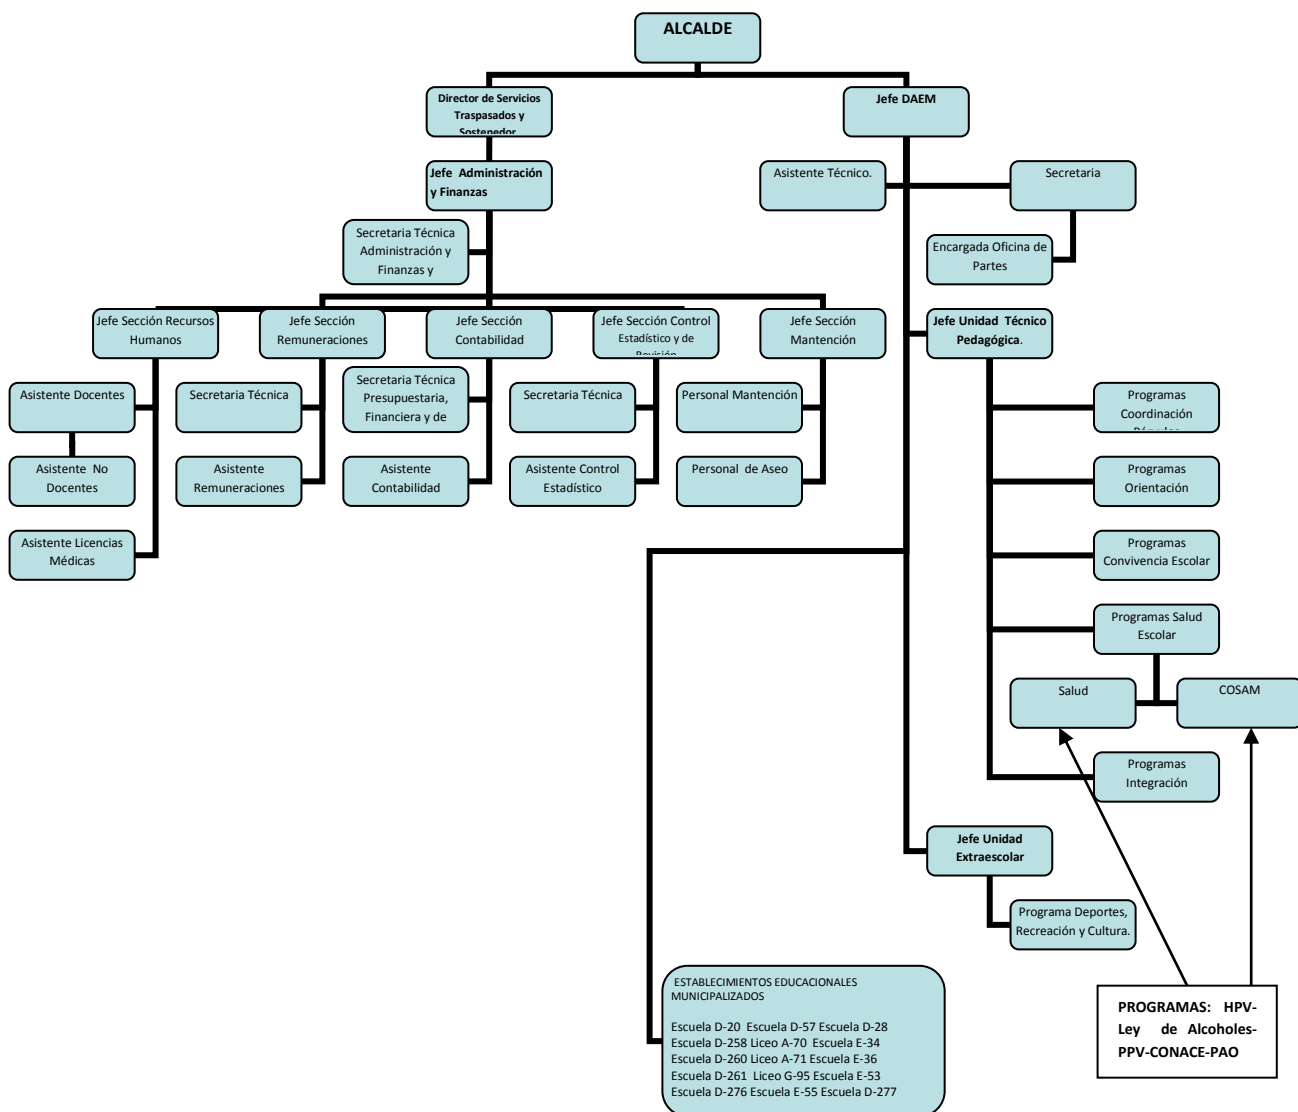 ALCALDE
Director de Servicios
Traspasados y
Sostenedor
Jefe DAEM
Jefe Administración
y Finanzas
Asistente Técnico.
Secretaria
Secretaria Técnica
Administración y
Finanzas y
Encargada Oficina de
Partes
Jefe Sección Recursos
Humanos
Jefe Sección
Remuneraciones
Jefe Sección
Contabilidad
Jefe Sección Control
Estadístico y de
Revisión
Jefe Sección
Mantención
Jefe Unidad Técnico
Pedagógica.
Asistente Docentes
Secretaria Técnica
Secretaria Técnica
Presupuestaria,
Financiera y de
Secretaria Técnica
Personal Mantención
Programas
Coordinación
Asistente No
Docentes
Asistente
Remuneraciones
Asistente
Contabilidad
Asistente Control
Estadístico
Personal de Aseo
Programas
Orientación
Asistente Licencias
Médicas
Programas
Convivencia Escolar
Programas Salud
Escolar
Salud
COSAM
Programas
Integración
Jefe Unidad
Extraescolar
Programa Deportes,
Recreación y Cultura.
ESTABLECIMIENTOS EDUCACIONALES
MUNICIPALIZADOS
Escuela D-20 Escuela D-57 Escuela D-28
Escuela D-258 Liceo A-70 Escuela E-34
Escuela D-260 Liceo A-71 Escuela E-36
Escuela D-261 Liceo G-95 Escuela E-53
Escuela D-276 Escuela E-55 Escuela D-277
PROGRAMAS: HPV-
Ley de Alcoholes-
PPV-CONACE-PAO